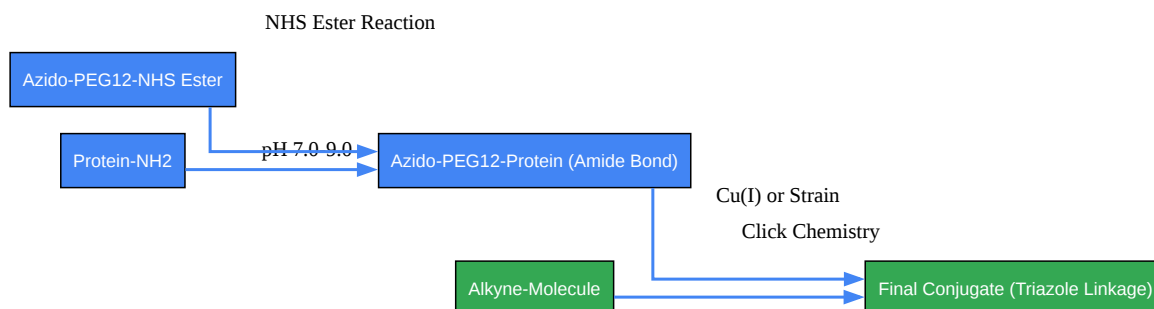 NHS Ester Reaction
Azido-PEG12-NHS Ester
Protein-NH2
pH 7.0-9.0
Azido-PEG12-Protein (Amide Bond)
Cu(I) or Strain
Click Chemistry
Alkyne-Molecule
Final Conjugate (Triazole Linkage)